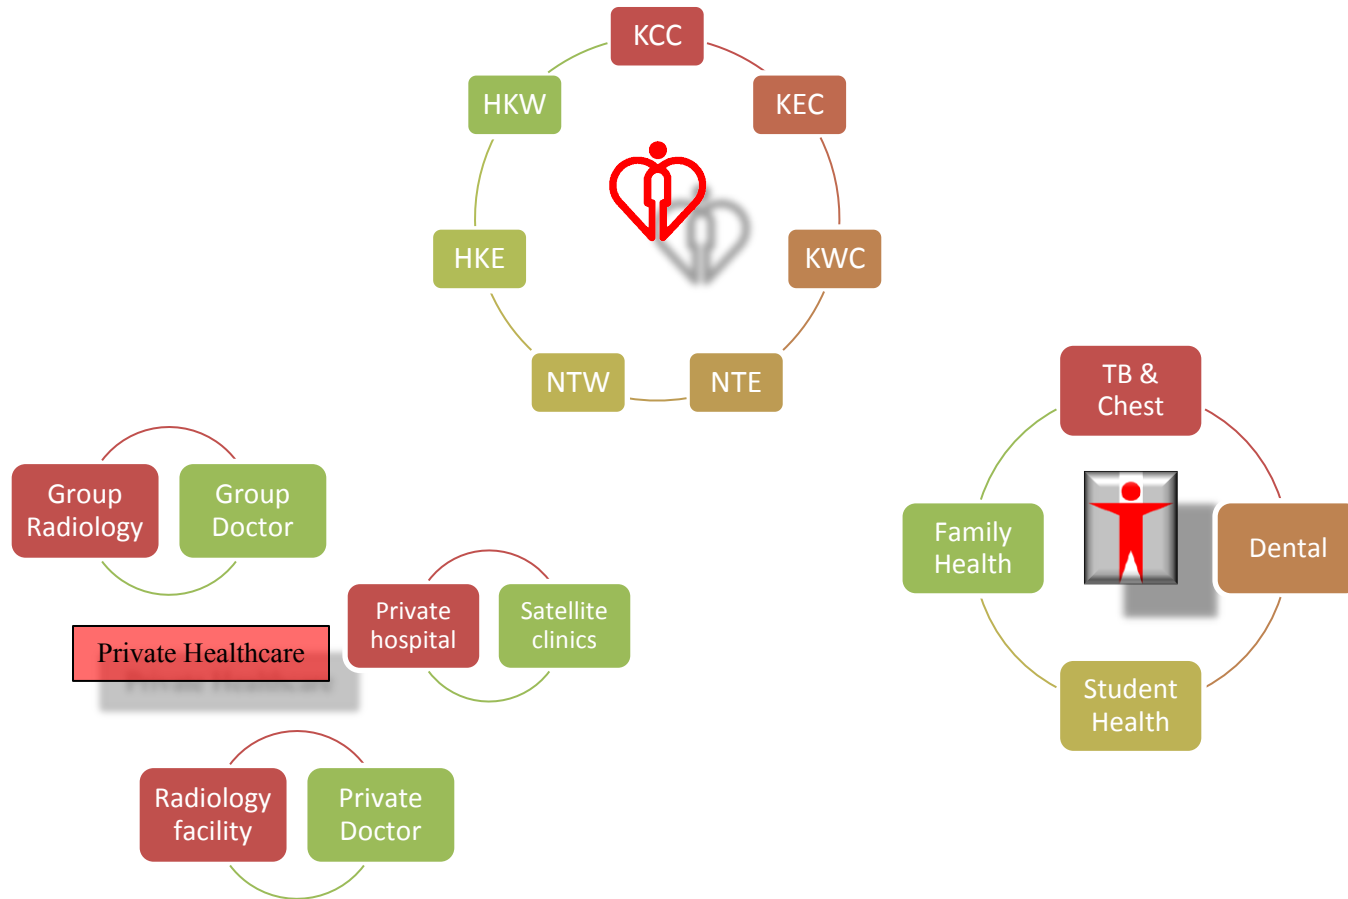 KCC
HKW
KEC
HKE
KWC
NTW
NTE
TB &
Chest
Family
Health
Dental
Student
Health
Group
Radiology
Group
Doctor
Private
hospital
Satellite
clinics
Private Healthcare
Radiology
facility
Private
Doctor